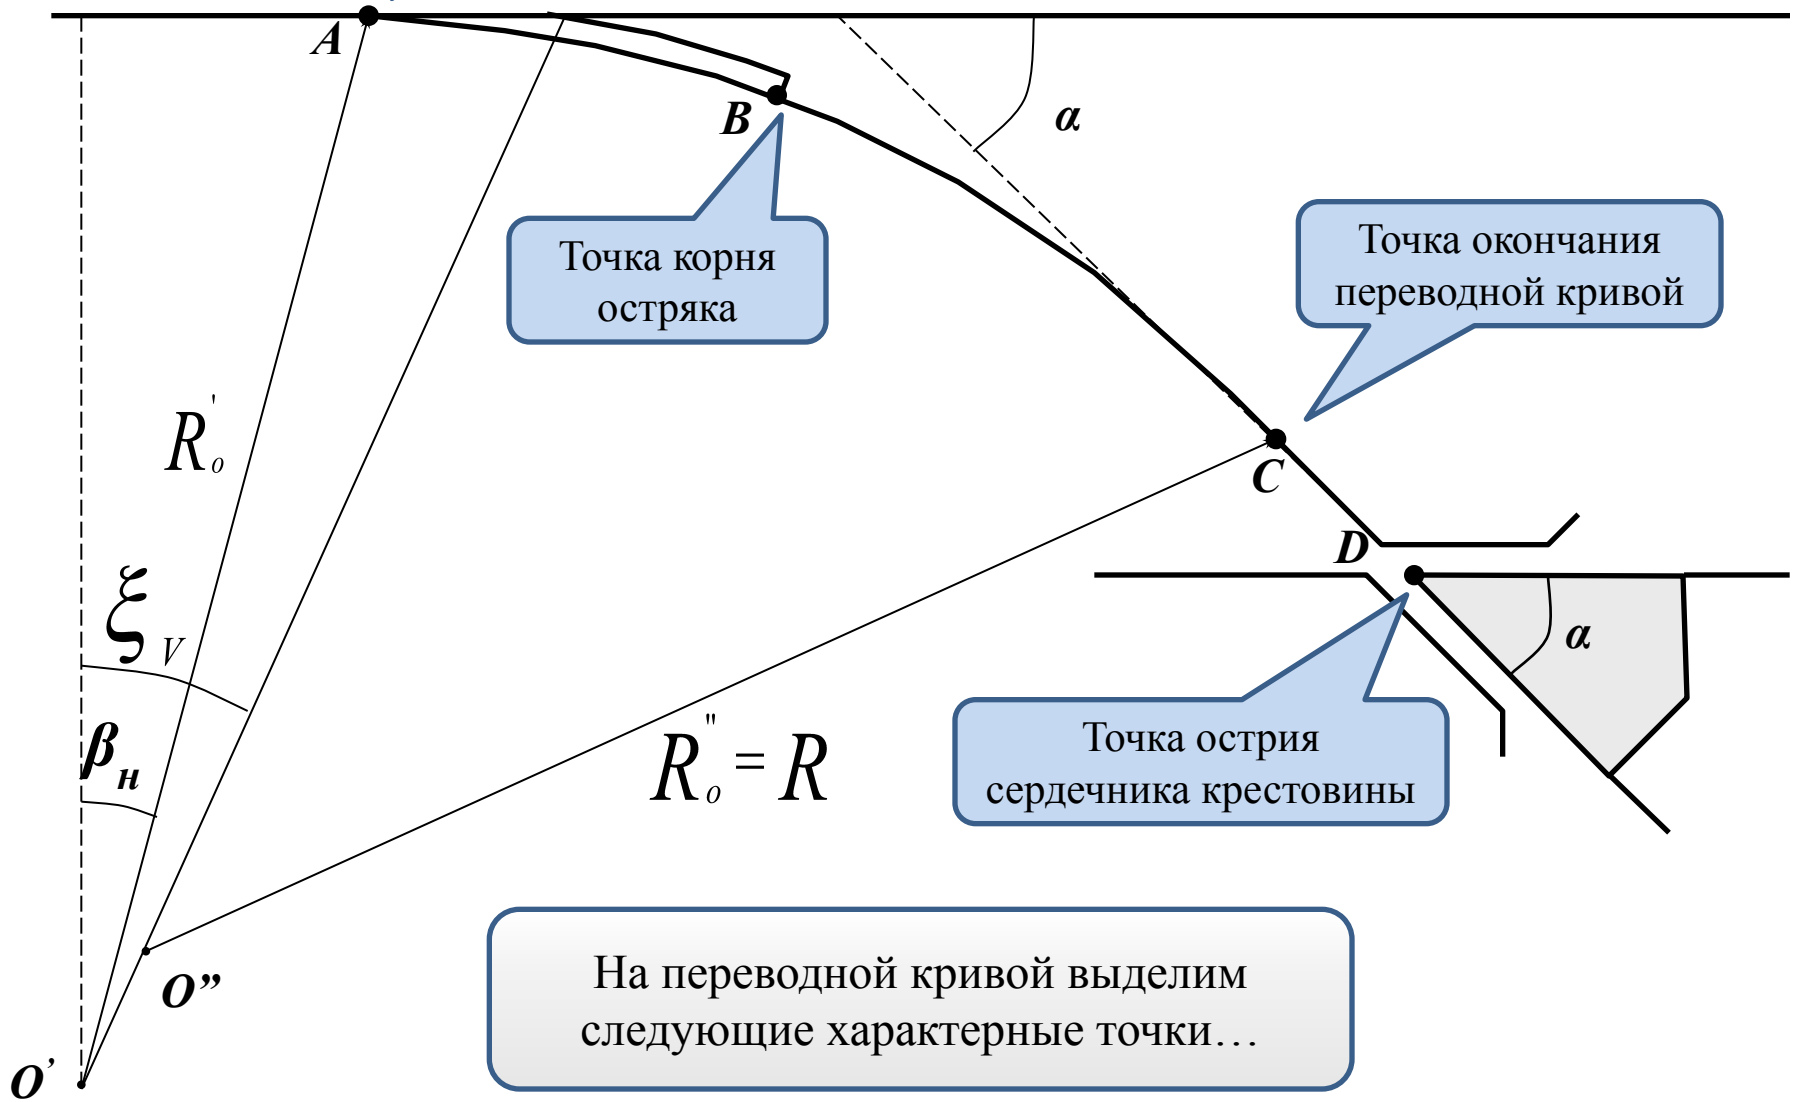 A
B
α
Точка корня
остряка
Точка окончания
переводной кривой
R'o
C
D
ξV
α
βн
R"o = R
Точка острия
сердечника крестовины
O”
На переводной кривой выделим
следующие характерные точки…
O’